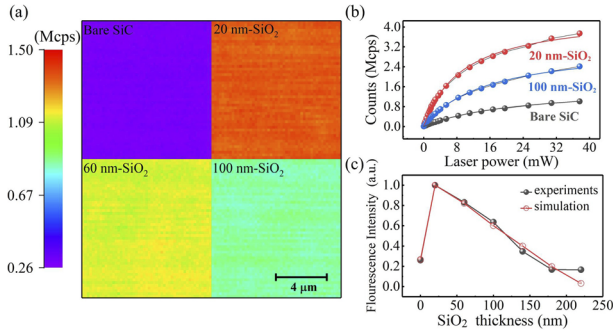 (a)
(Mcps)
1.50
1.09
0.67
0.26
Bare SiC
20 nm-SiO₂
60 nm-SiO₂
100 nm-SiO₂
4 μm
(b)
Counts (Mcps)
4.0
3.2
2.4
1.6
0.8
0.0
20 nm-SiO₂
100 nm-SiO₂
Bare SiC
0 8 16 24 32 40
Laser power (mW)
(c)
Flourescence Intensity (a.u.)
1.0
0.8
0.6
0.4
0.2
0.0
experiments
simulation
0 50 100 150 200
SiO₂ thickness (nm)